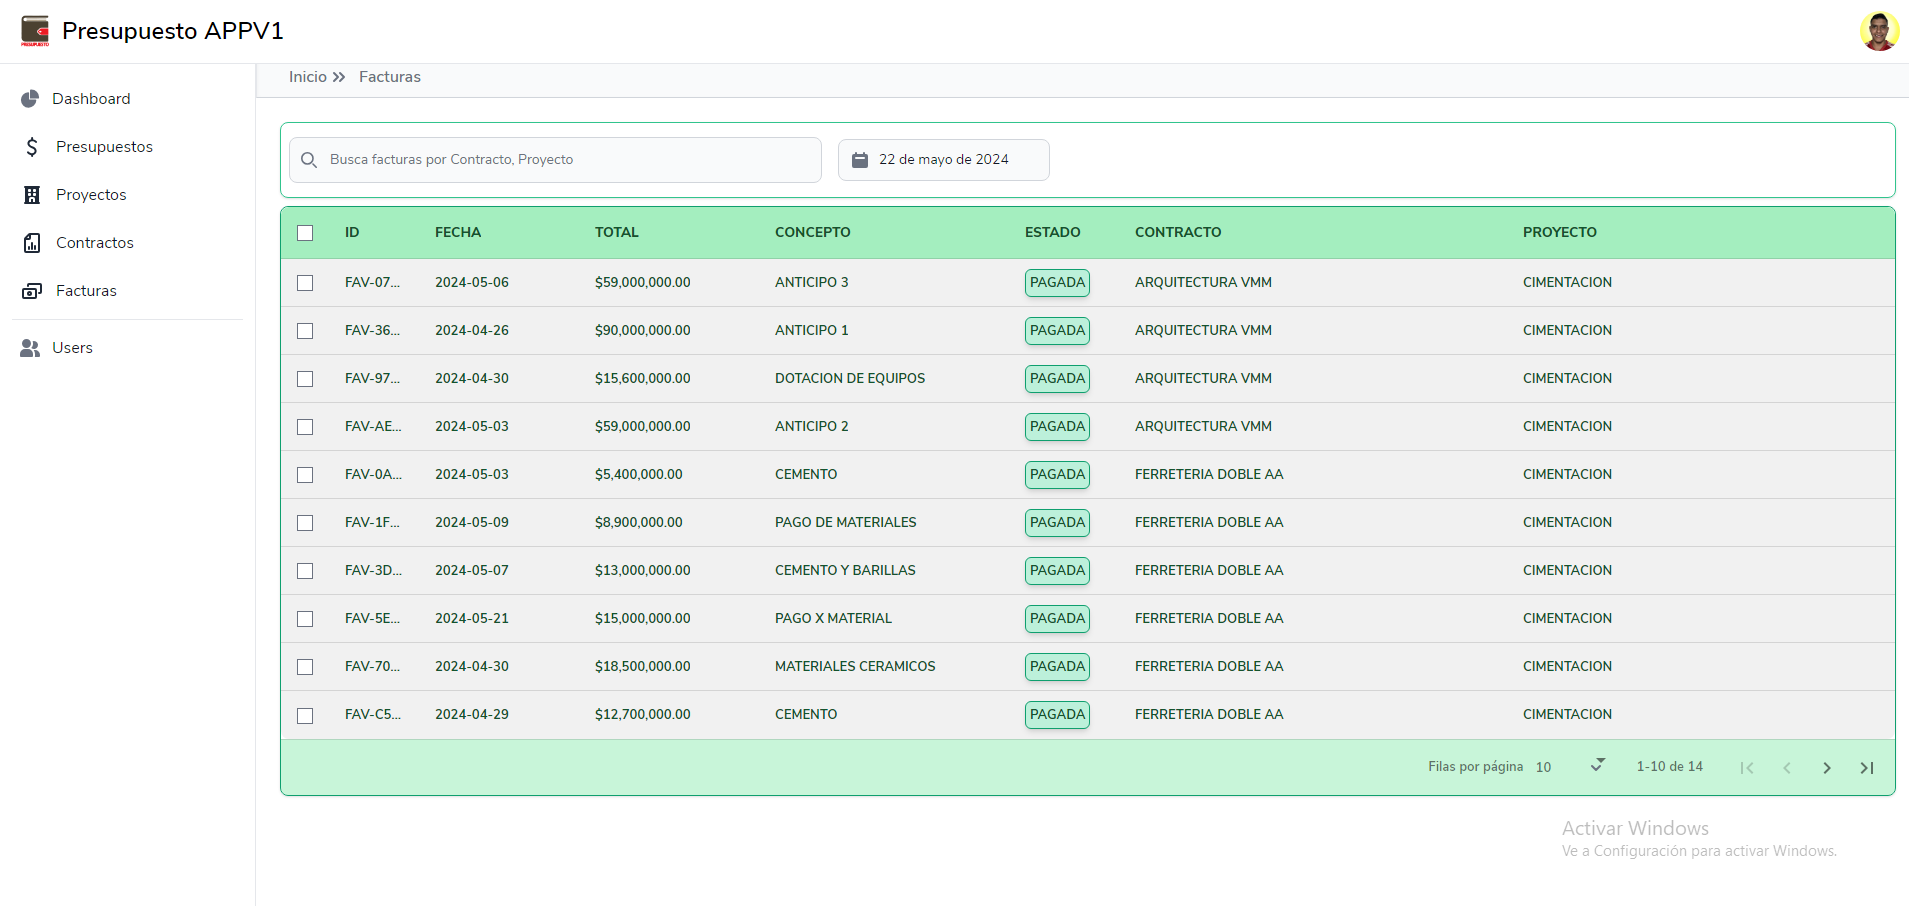 Presupuesto APPV1
PRESUPUESTO
Inicio Facturas
Dashboard
Presupuestos
Proyectos
Contractos
Facturas
Users
Busca facturas por Contracto, Proyecto
22 de mayo de 2024
ID FECHA TOTAL CONCEPTO ESTADO CONTRACTO PROYECTO
FAV-07... 2024-05-06 $59,000,000.00 ANTICIPO 3 PAGADA ARQUITECTURA VMM CIMENTACION
FAV-36... 2024-04-26 $90,000,000.00 ANTICIPO 1 PAGADA ARQUITECTURA VMM CIMENTACION
FAV-97... 2024-04-30 $15,600,000.00 DOTACION DE EQUIPOS PAGADA ARQUITECTURA VMM CIMENTACION
FAV-AE... 2024-05-03 $59,000,000.00 ANTICIPO 2 PAGADA ARQUITECTURA VMM CIMENTACION
FAV-0A... 2024-05-03 $5,400,000.00 CEMENTO PAGADA FERRETERIA DOBLE AA CIMENTACION
FAV-1F... 2024-05-09 $8,900,000.00 PAGO DE MATERIALES PAGADA FERRETERIA DOBLE AA CIMENTACION
FAV-3D... 2024-05-07 $13,000,000.00 CEMENTO Y BARILLAS PAGADA FERRETERIA DOBLE AA CIMENTACION
FAV-5E... 2024-05-21 $15,000,000.00 PAGO X MATERIAL PAGADA FERRETERIA DOBLE AA CIMENTACION
FAV-70... 2024-04-30 $18,500,000.00 MATERIALES CERAMICOS PAGADA FERRETERIA DOBLE AA CIMENTACION
FAV-C5... 2024-04-29 $12,700,000.00 CEMENTO PAGADA FERRETERIA DOBLE AA CIMENTACION
Filas por página 10 1-10 de 14
Activar Windows
Ve a Configuración para activar Windows.